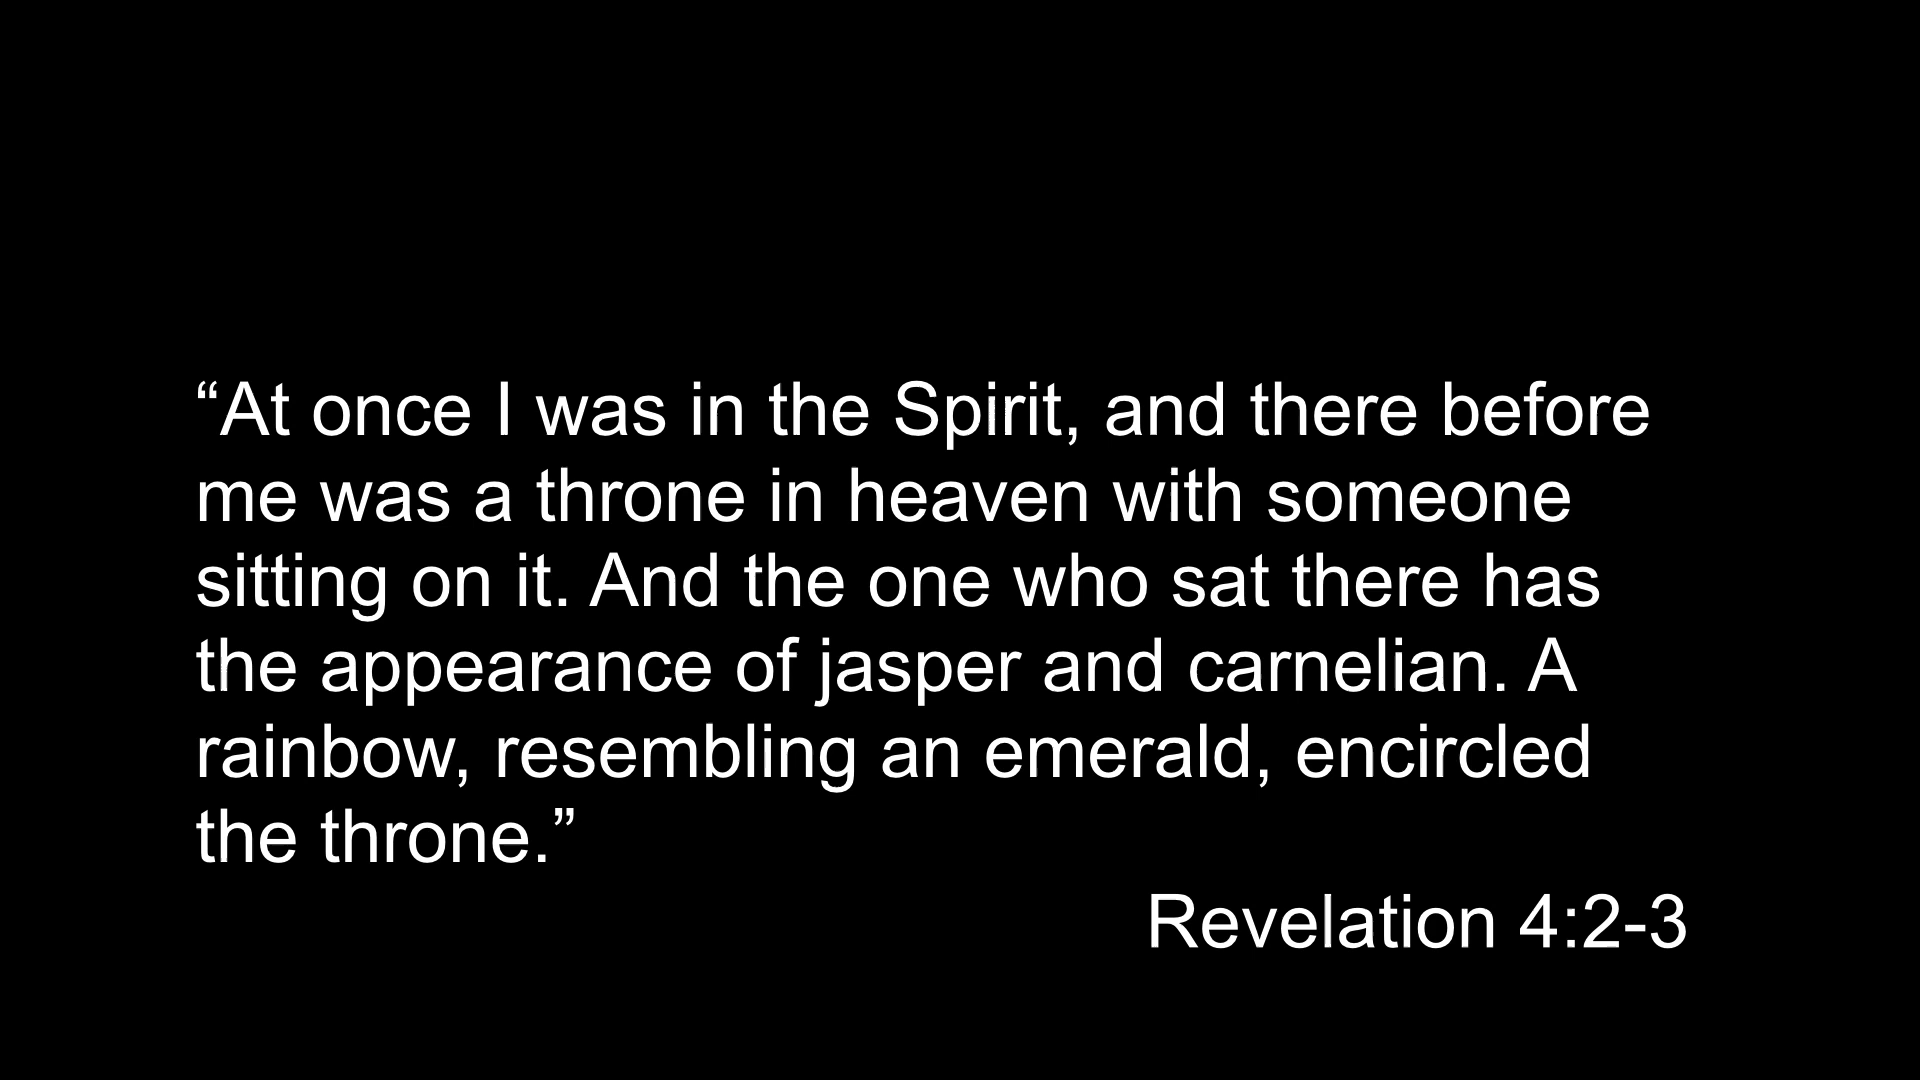 “At once I was in the Spirit, and there before
me was a throne in heaven with someone
sitting on it. And the one who sat there has
the appearance of jasper and carnelian. A
rainbow, resembling an emerald, encircled
the throne.”
Revelation 4:2-3